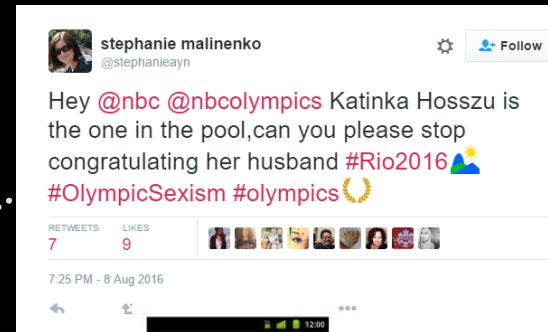 stephanie malinenko
@stephanieayn
Follow
Hey @nbc @nbcolympics Katinka Hosszu is
the one in the pool,can you please stop
congratulating her husband #Rio2016
#OlympicSexism #olympics
RETWEETS LIKES
7 9
7:25 PM - 8 Aug 2016
12:00